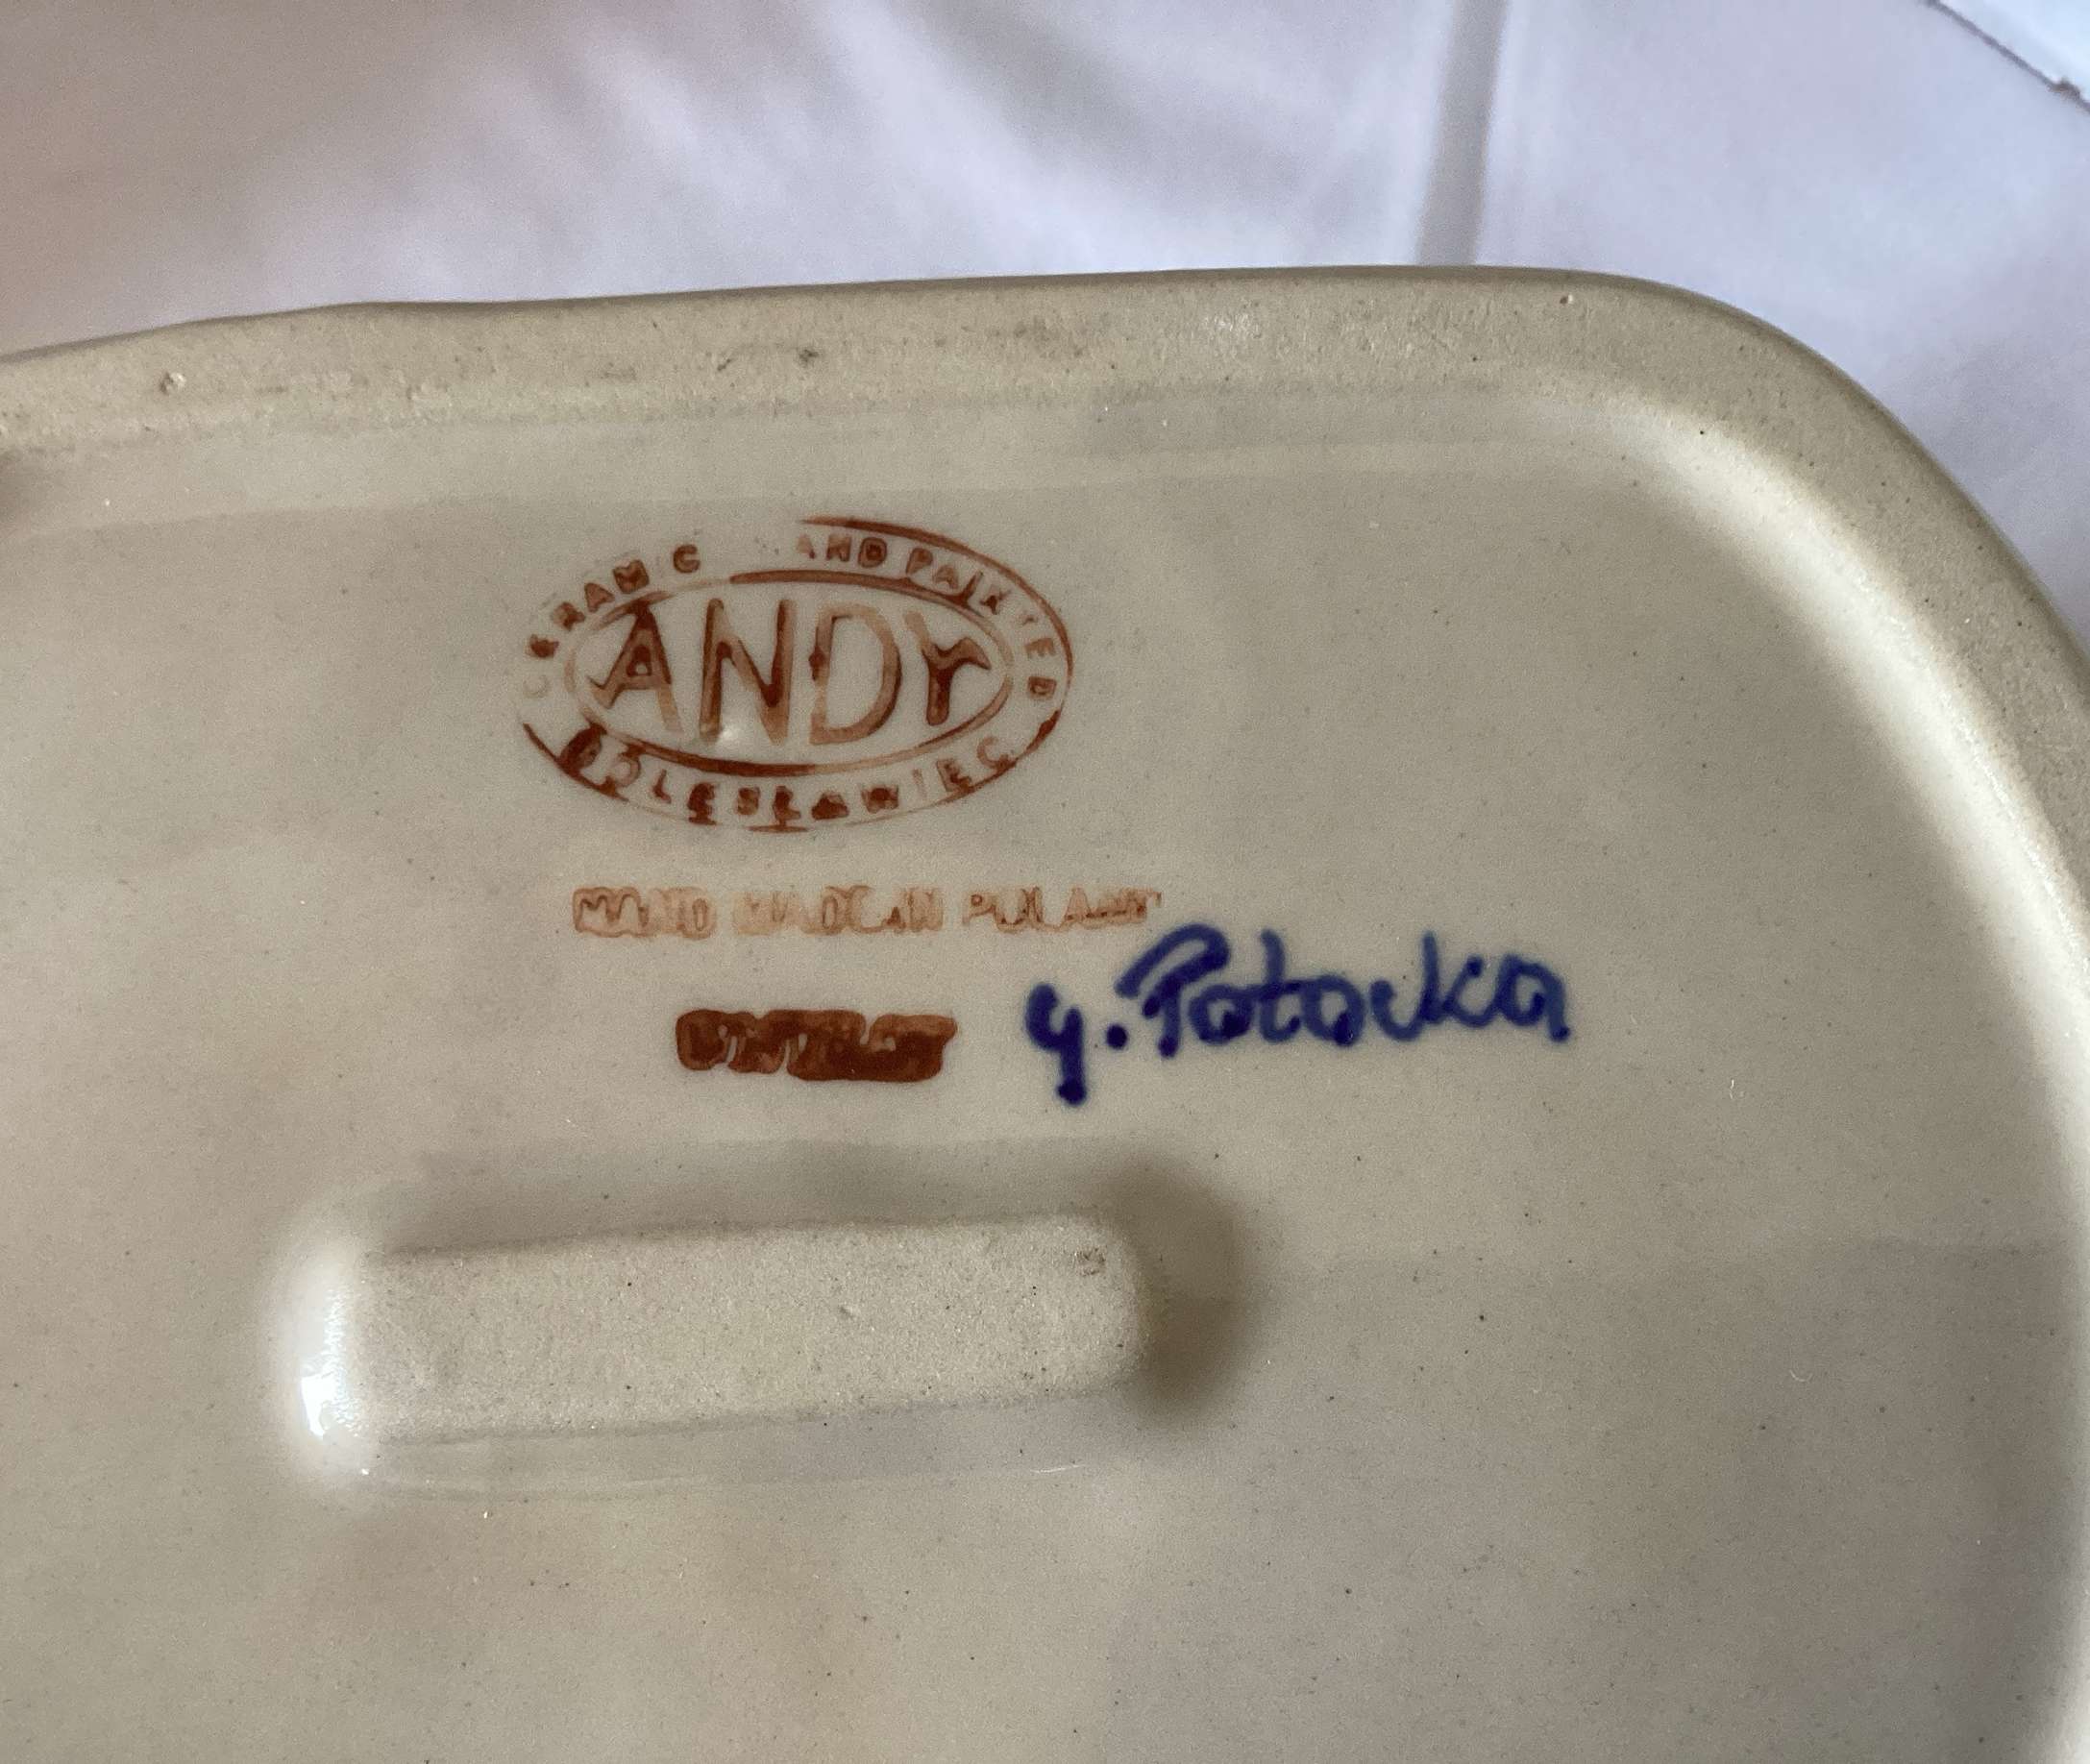 CERAMIC HAND PAINTED
ANDY
BOLESŁAWIEC
HAND MADE IN POLAND
G. Potocka